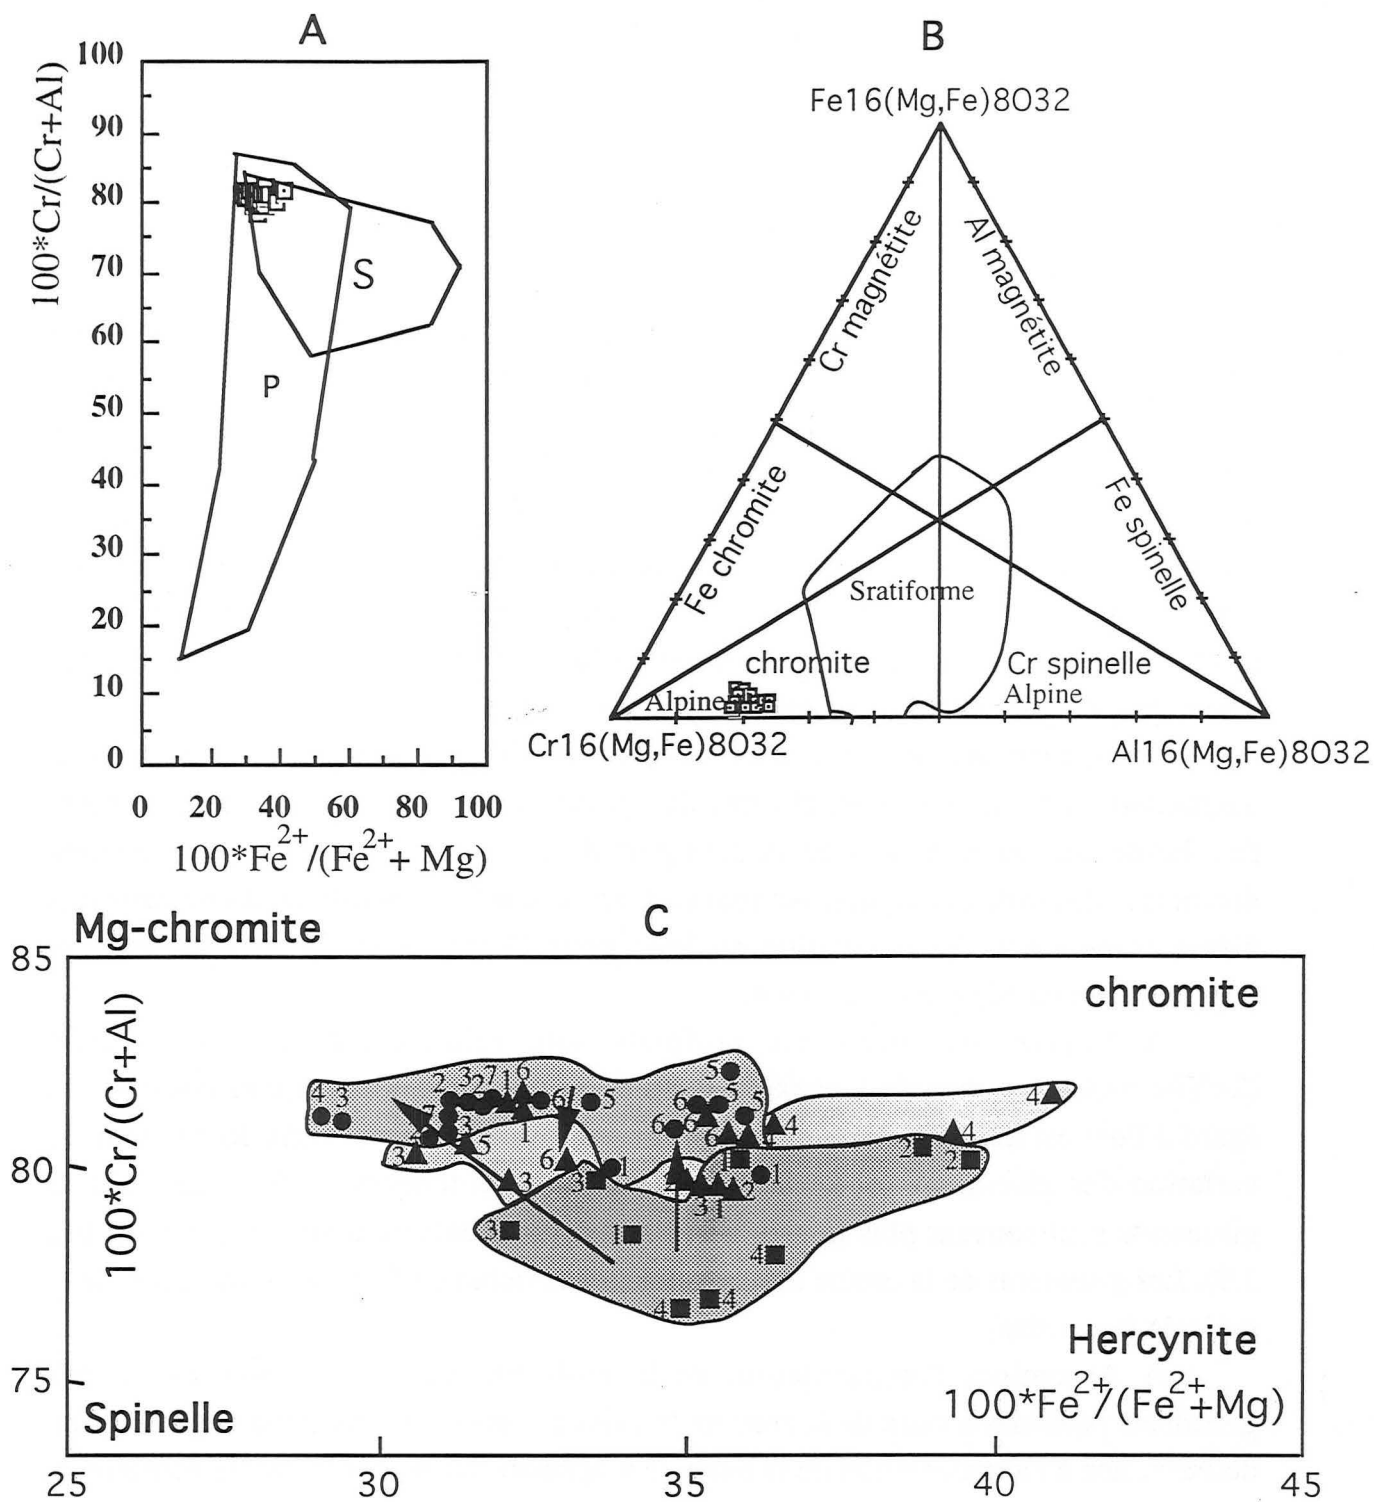 A
100*Cr/(Cr+Al)
100
90
80
70
60
50
40
30
20
10
0
S
P
0 20 40 60 80 100
100*Fe2+/(Fe2++ Mg)
B
Fe16(Mg,Fe)8O32
Cr magnétite
Al magnétite
Fe chromite
Fe spinelle
Sratiforme
chromite
Cr spinelle
Alpine
Alpine
Cr16(Mg,Fe)8O32
Al16(Mg,Fe)8O32
C
Mg-chromite
85
chromite
100*Cr/(Cr+Al)
80
75
Hercynite
100*Fe2+/(Fe2++Mg)
Spinelle
25 30 35 40 45